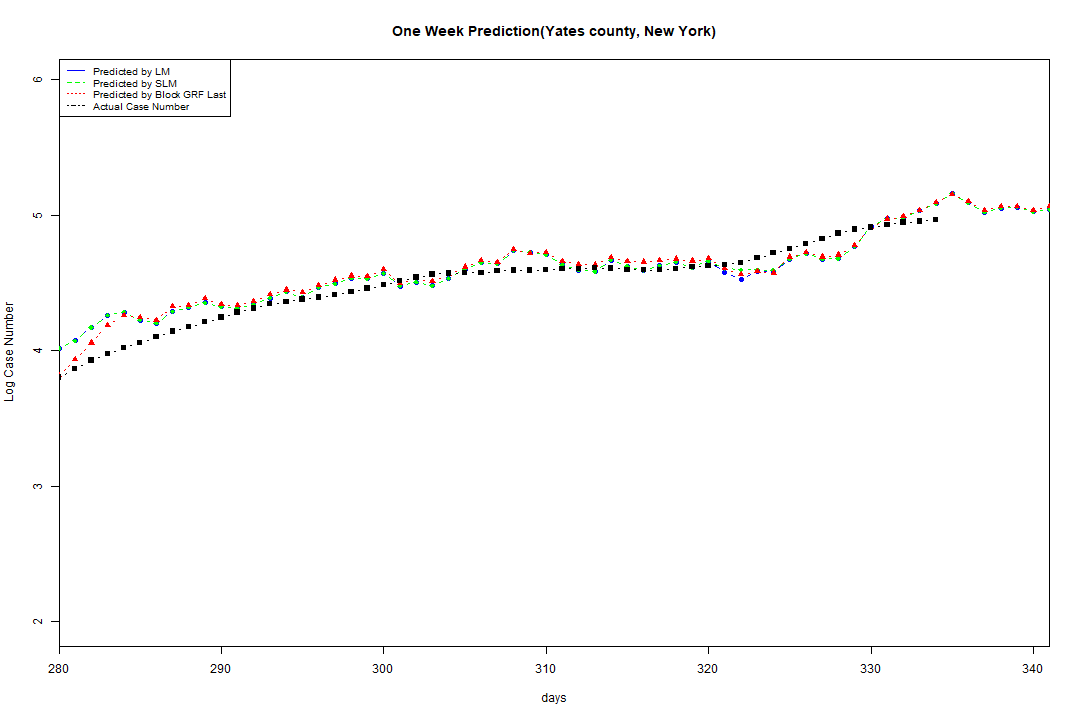 One Week Prediction(Yates county, New York)
Predicted by LM
Predicted by SLM
Predicted by Block GRF Last
Actual Case Number
6
5
4
3
2
Log Case Number
280 290 300 310 320 330 340
days